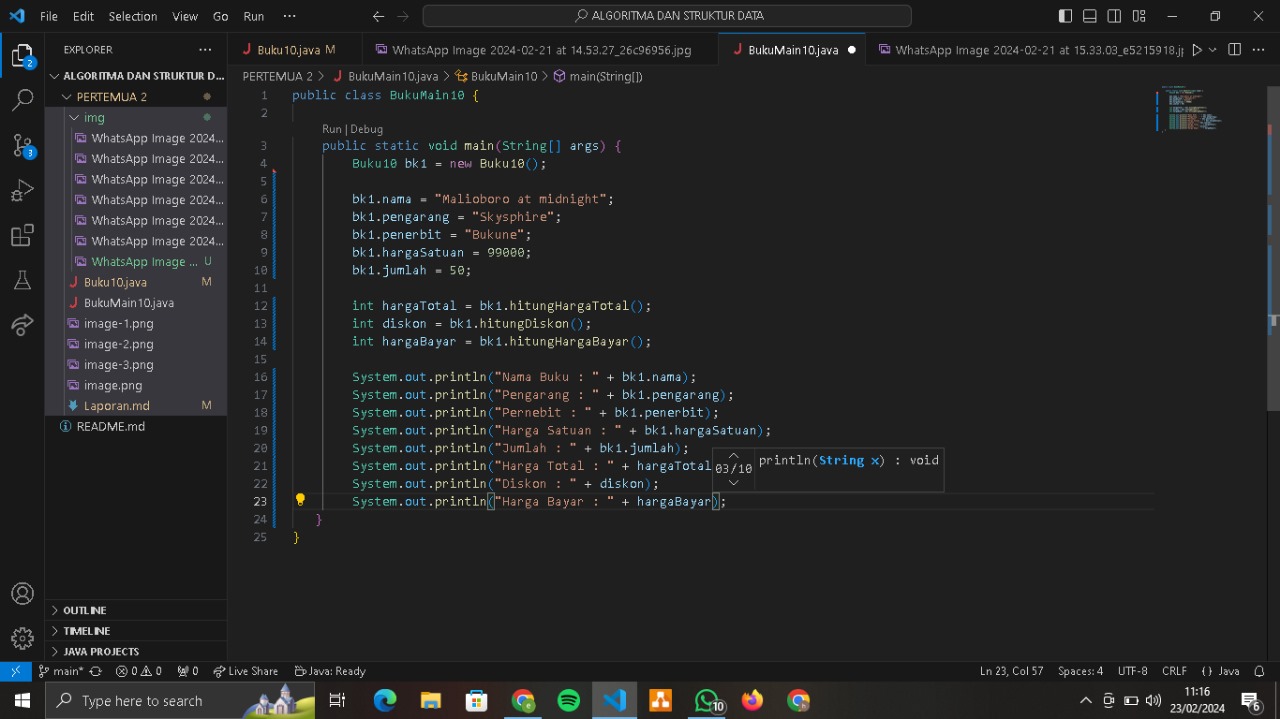 File Edit Selection View Go Run ··· ALGORITMA DAN STRUKTUR DATA
EXPLORER ···
Buku10.java M WhatsApp Image 2024-02-21 at 14.53.27_26c96956.jpg BukuMain10.java WhatsApp Image 2024-02-21 at 15.33.03_e5215918.j
PERTEMUA 2 > BukuMain10.java > BukuMain10 > main(String[])
2
ALGORITMA DAN STRUKTUR D...
PERTEMUA 2
img
WhatsApp Image 2024...
WhatsApp Image 2024...
3
WhatsApp Image 2024...
WhatsApp Image 2024...
WhatsApp Image 2024...
WhatsApp Image 2024...
WhatsApp Image ... U
Buku10.java M
BukuMain10.java
image-1.png
image-2.png
image-3.png
image.png
Laporan.md M
README.md
OUTLINE
TIMELINE
JAVA PROJECTS
1 public class BukuMain10 {
2
Run | Debug
3 public static void main(String[] args) {
4 Buku10 bk1 = new Buku10();
5
6 bk1.nama = "Malioboro at midnight";
7 bk1.pengarang = "Skysphire";
8 bk1.penerbit = "Bukune";
9 bk1.hargaSatuan = 99000;
10 bk1.jumlah = 50;
11
12 int hargaTotal = bk1.hitungHargaTotal();
13 int diskon = bk1.hitungDiskon();
14 int hargaBayar = bk1.hitungHargaBayar();
15
16 System.out.println("Nama Buku : " + bk1.nama);
17 System.out.println("Pengarang : " + bk1.pengarang);
18 System.out.println("Pernebit : " + bk1.penerbit);
19 System.out.println("Harga Satuan : " + bk1.hargaSatuan);
20 System.out.println("Jumlah : " + bk1.jumlah);
21 System.out.println("Harga Total : " + hargaTotal
22 System.out.println("Diskon : " + diskon);
23 System.out.println("Harga Bayar : " + hargaBayar);
24 }
25 }
03/10 println(String x) : void
main* 0 0 0 Live Share Java: Ready Ln 23, Col 57 Spaces: 4 UTF-8 CRLF { } Java
Type here to search 10 11:16
23/02/2024 6